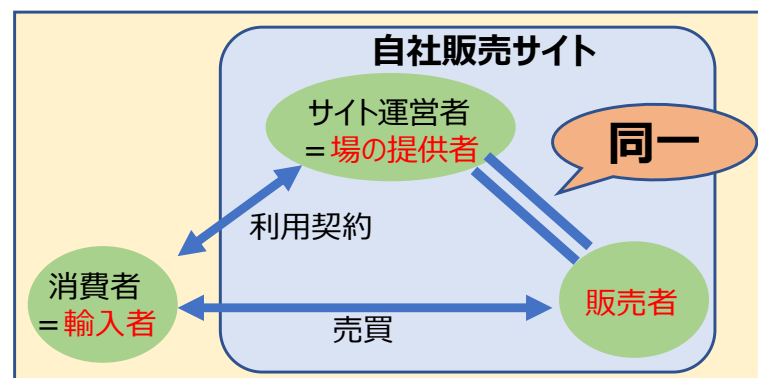 自社販売サイト
サイト運営者
=場の提供者
同一
利用契約
消費者
=輸入者
販売者
売買